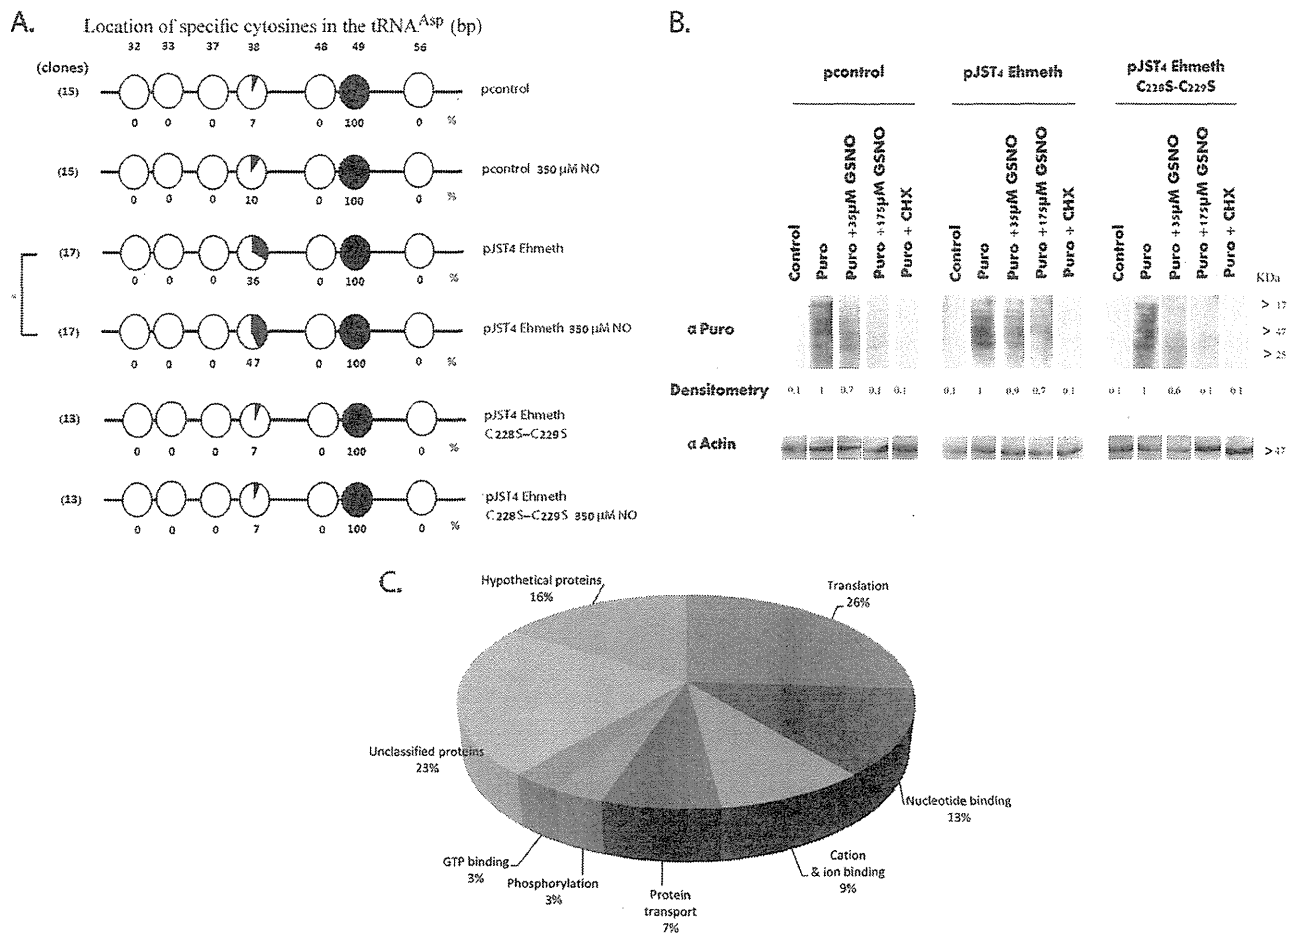 A.
Location of specific cytosines in the tRNA^Asp (bp)
32 33 37 38 48 49 56
(clones)
(15) pcontrol
0 0 0 7 0 100 0 %
(15) pcontrol 350 µM NO
0 0 0 10 0 100 0 %
(17) pJST4 Ehmeth
0 0 0 36 0 100 0 %
*
(17) pJST4 Ehmeth 350 µM NO
0 0 0 47 0 100 0 %
(13) pJST4 Ehmeth
C228S–C229S
0 0 0 7 0 100 0 %
(13) pJST4 Ehmeth
C228S–C229S 350 µM NO
0 0 0 7 0 100 0 %
B.
pcontrol
pJST4 Ehmeth
pJST4 Ehmeth
C228S-C229S
Control
Puro
Puro +35µM GSNO
Puro +175µM GSNO
Puro + CHX
Control
Puro
Puro +35µM GSNO
Puro +175µM GSNO
Puro + CHX
Control
Puro
Puro +35µM GSNO
Puro +175µM GSNO
Puro + CHX
KDa
α Puro
> 47
> 25
Densitometry 0.1 1 0.7 0.1 0.1 0.1 1 0.9 0.7 0.1 0.1 1 0.6 0.1 0.1
α Actin > 47
C.
Hypothetical proteins
16%
Translation
26%
Unclassified proteins
23%
Nucleotide binding
13%
GTP binding
3%
Phosphorylation
3%
Protein
transport
7%
Cation
& ion binding
9%